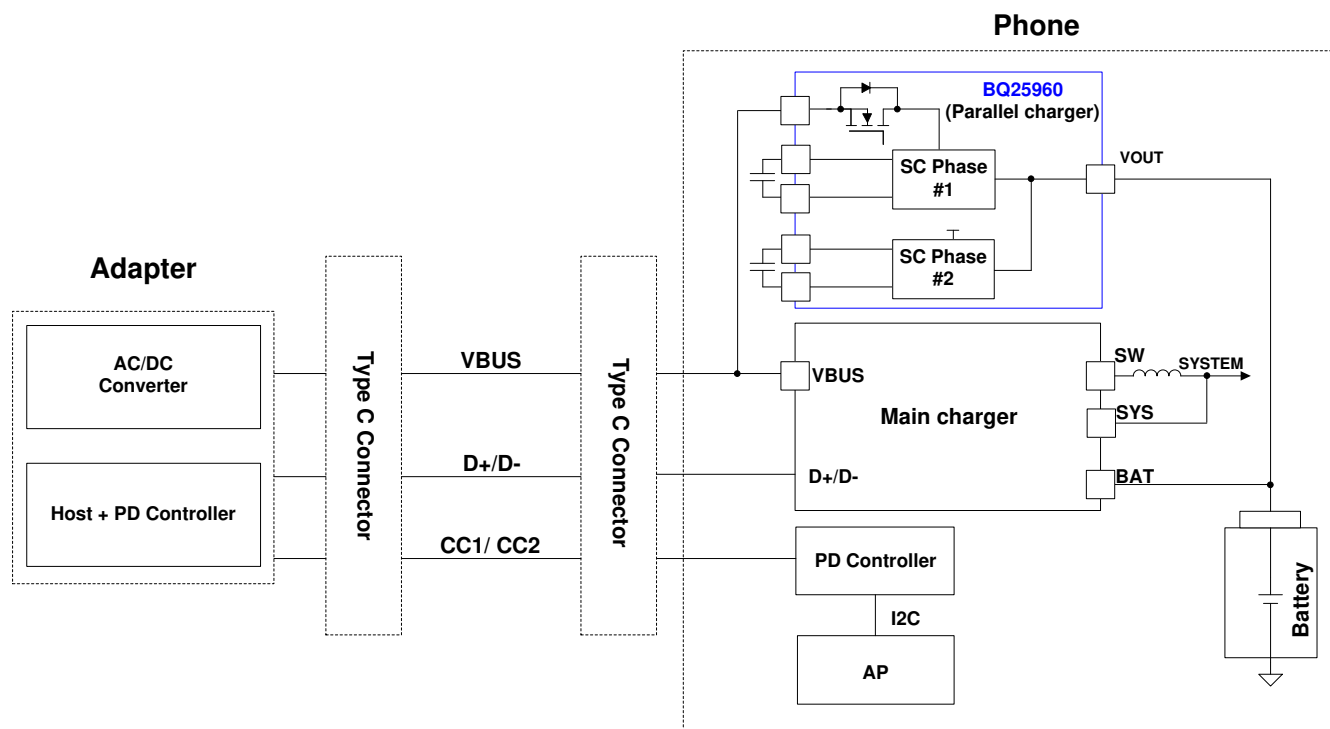 Phone
BQ25960
(Parallel charger)
SC Phase
#1
VOUT
SC Phase
#2
Adapter
AC/DC
Converter
Host + PD Controller
Type C Connector
VBUS
D+/D-
CC1/ CC2
Type C Connector
VBUS
D+/D-
Main charger
SW
SYSTEM
SYS
BAT
PD Controller
I2C
AP
Battery